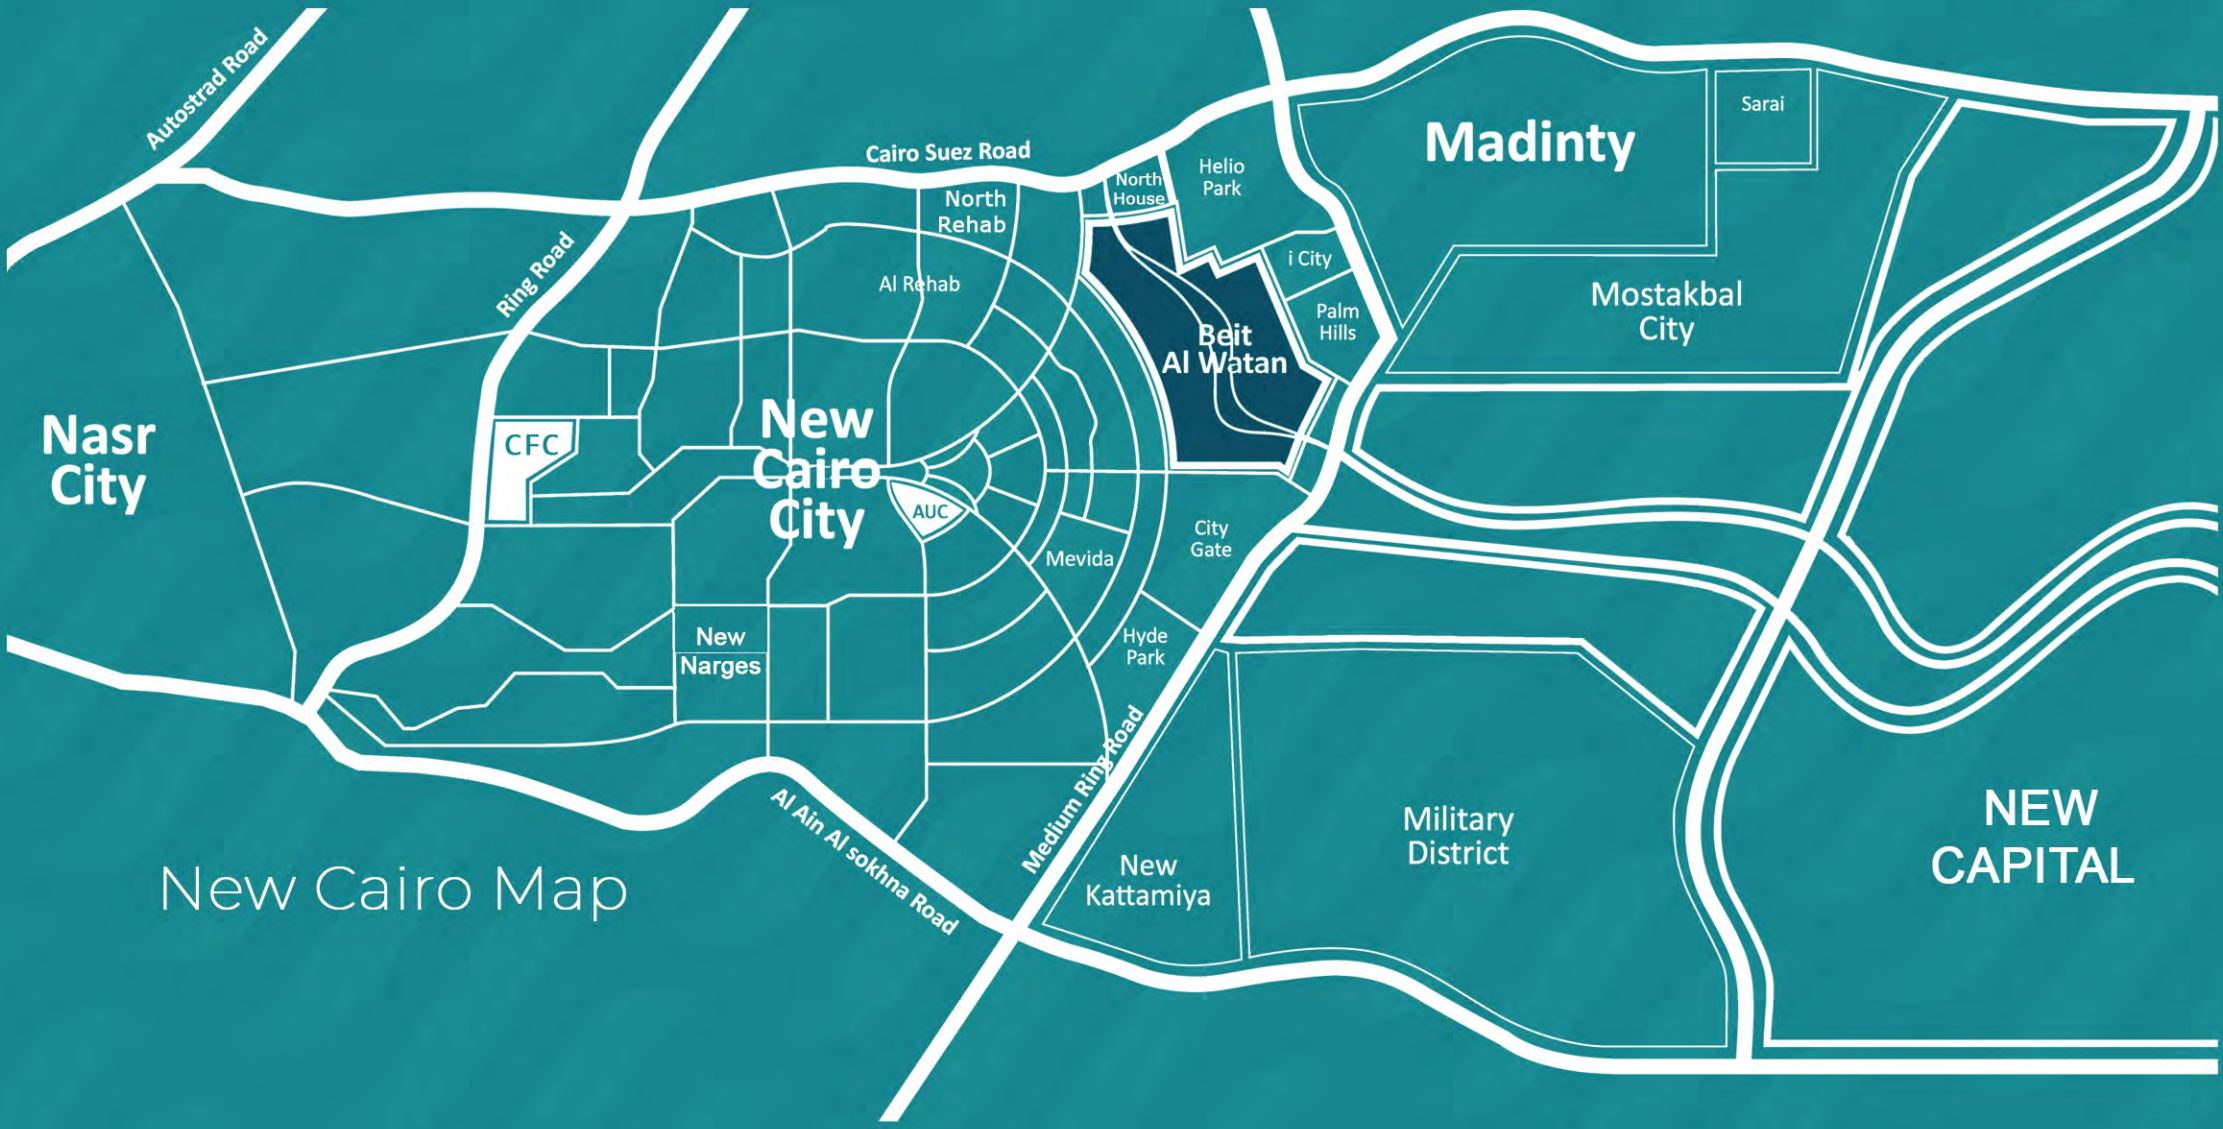 Autostrad Road
Cairo Suez Road
Ring Road
North
Rehab
Al Rehab
North
House
Helio
Park
Madinty
Sarai
i City
Palm
Hills
Mostakbal
City
Beit
Al Watan
Nasr
City
CFC
New
Cairo
City
AUC
City
Gate
Mevida
Hyde
Park
New
Narges
Medium Ring Road
Al Ain Al sokhna Road
New
Kattamiya
Military
District
NEW
CAPITAL
New Cairo Map